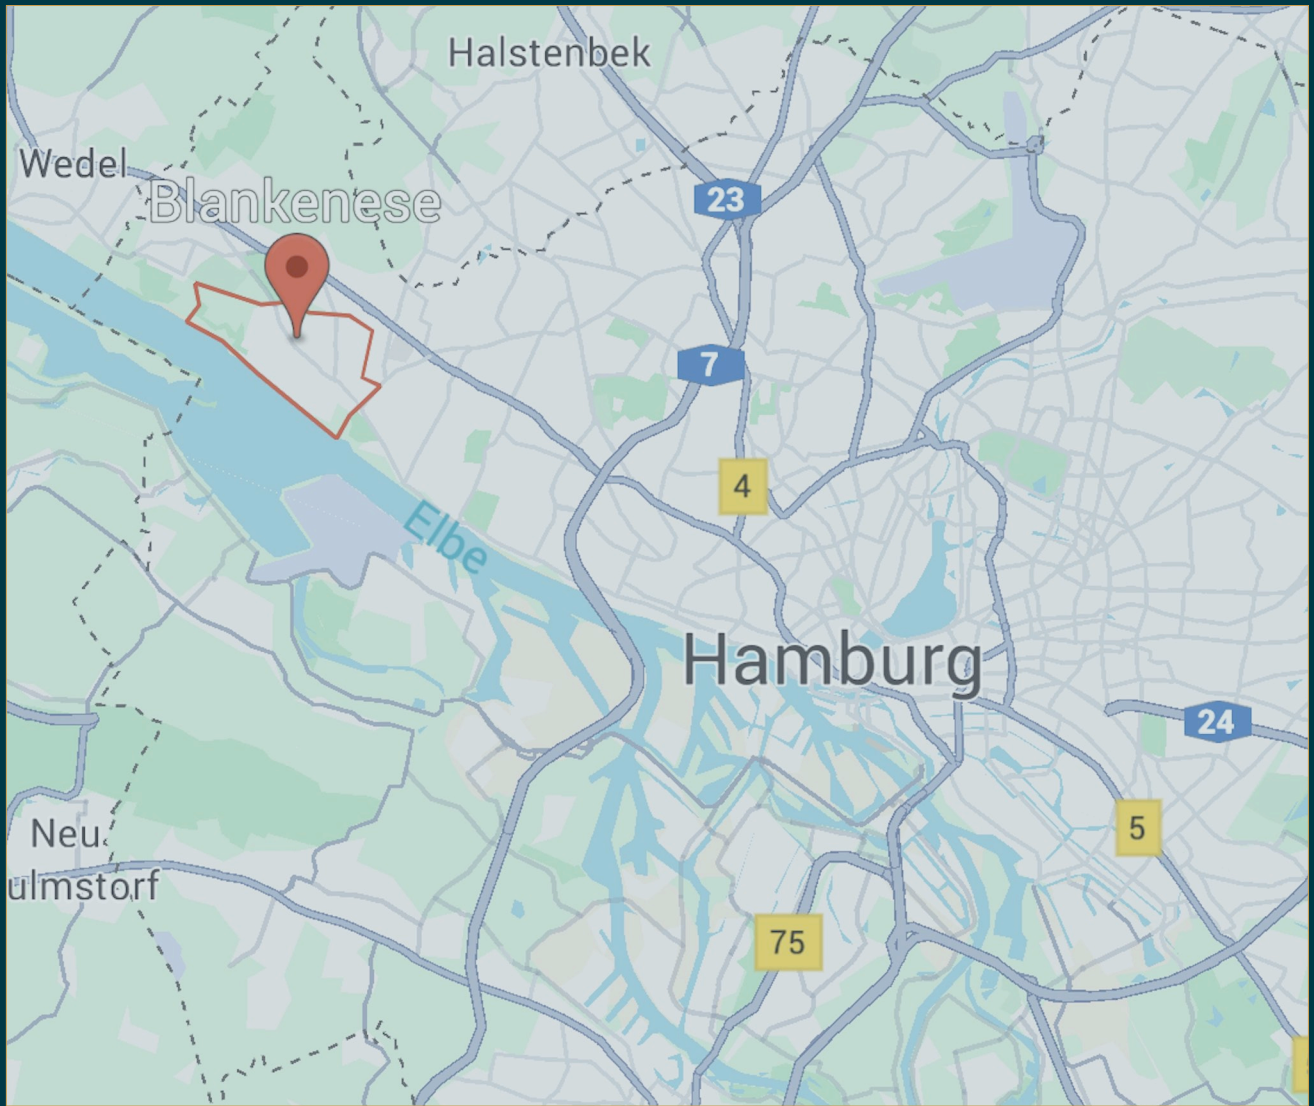 Halstenbek
Wedel
Blankenese
23
7
4
Elbe
Hamburg
24
5
Neu
ulmstorf
75